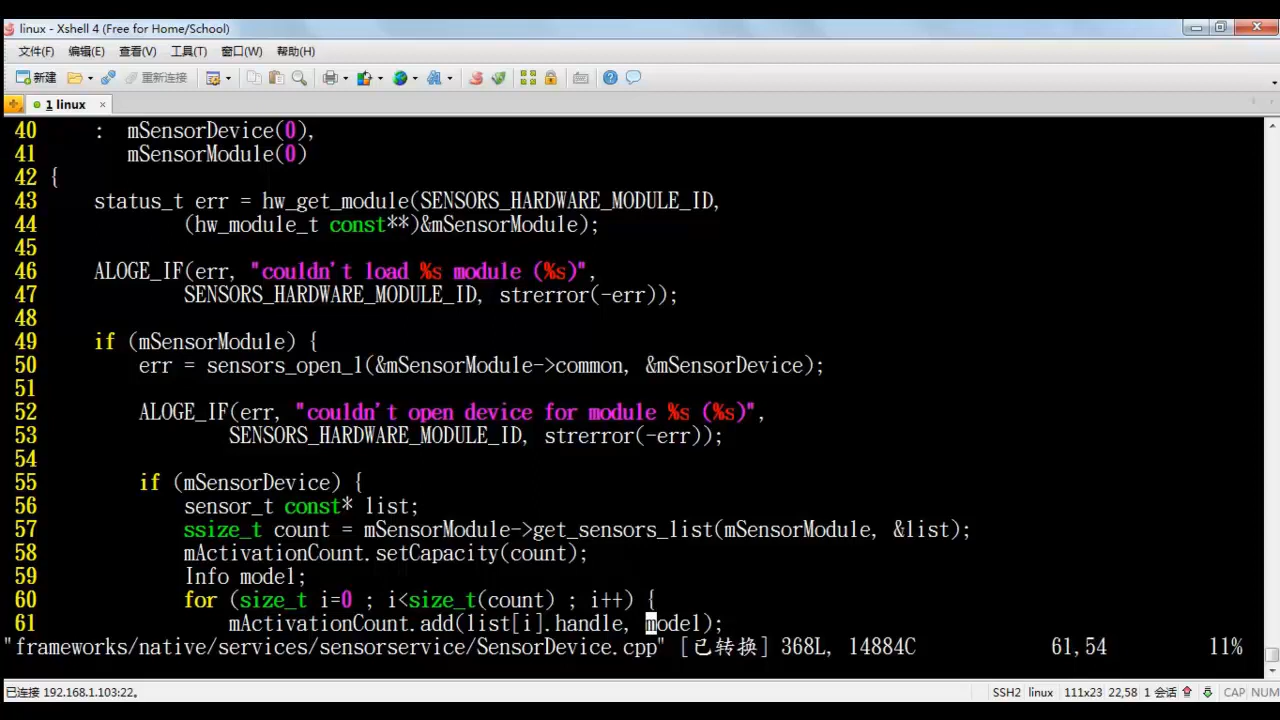 linux - Xshell 4 (Free for Home/School)
文件(F) 编辑(E) 查看(V) 工具(T) 窗口(W) 帮助(H)
新建 重新连接
1 linux
40 : mSensorDevice(0),
41 mSensorModule(0)
42 {
43 status_t err = hw_get_module(SENSORS_HARDWARE_MODULE_ID,
44 (hw_module_t const**)&mSensorModule);
45
46 ALOGE_IF(err, "couldn't load %s module (%s)",
47 SENSORS_HARDWARE_MODULE_ID, strerror(-err));
48
49 if (mSensorModule) {
50 err = sensors_open_1(&mSensorModule->common, &mSensorDevice);
51
52 ALOGE_IF(err, "couldn't open device for module %s (%s)",
53 SENSORS_HARDWARE_MODULE_ID, strerror(-err));
54
55 if (mSensorDevice) {
56 sensor_t const* list;
57 ssize_t count = mSensorModule->get_sensors_list(mSensorModule, &list);
58 mActivationCount.setCapacity(count);
59 Info model;
60 for (size_t i=0 ; i<size_t(count) ; i++) {
61 mActivationCount.add(list[i].handle, model);
"frameworks/native/services/sensorservice/SensorDevice.cpp" [已转换] 368L, 14884C 61,54 11%
已连接 192.168.1.103:22。 SSH2 linux 111x23 22,58 1 会话 CAP NUM